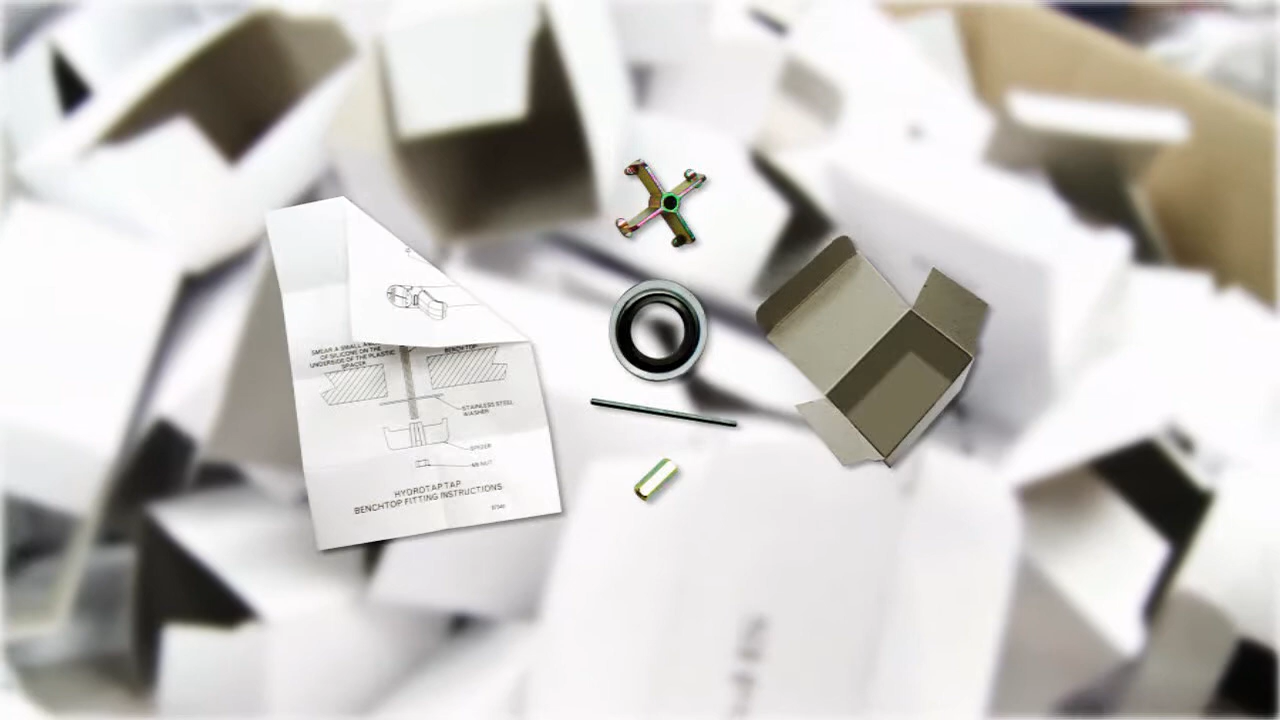 SMEAR A SMALL
OF SILICONE ON THE
UNDERSIDE OF THE PLASTIC
SPACER
BENCHTOP
STAINLESS STEEL
WASHER
SPIDER
M8 NUT
HYDROTAP TAP
BENCHTOP FITTING INSTRUCTIONS